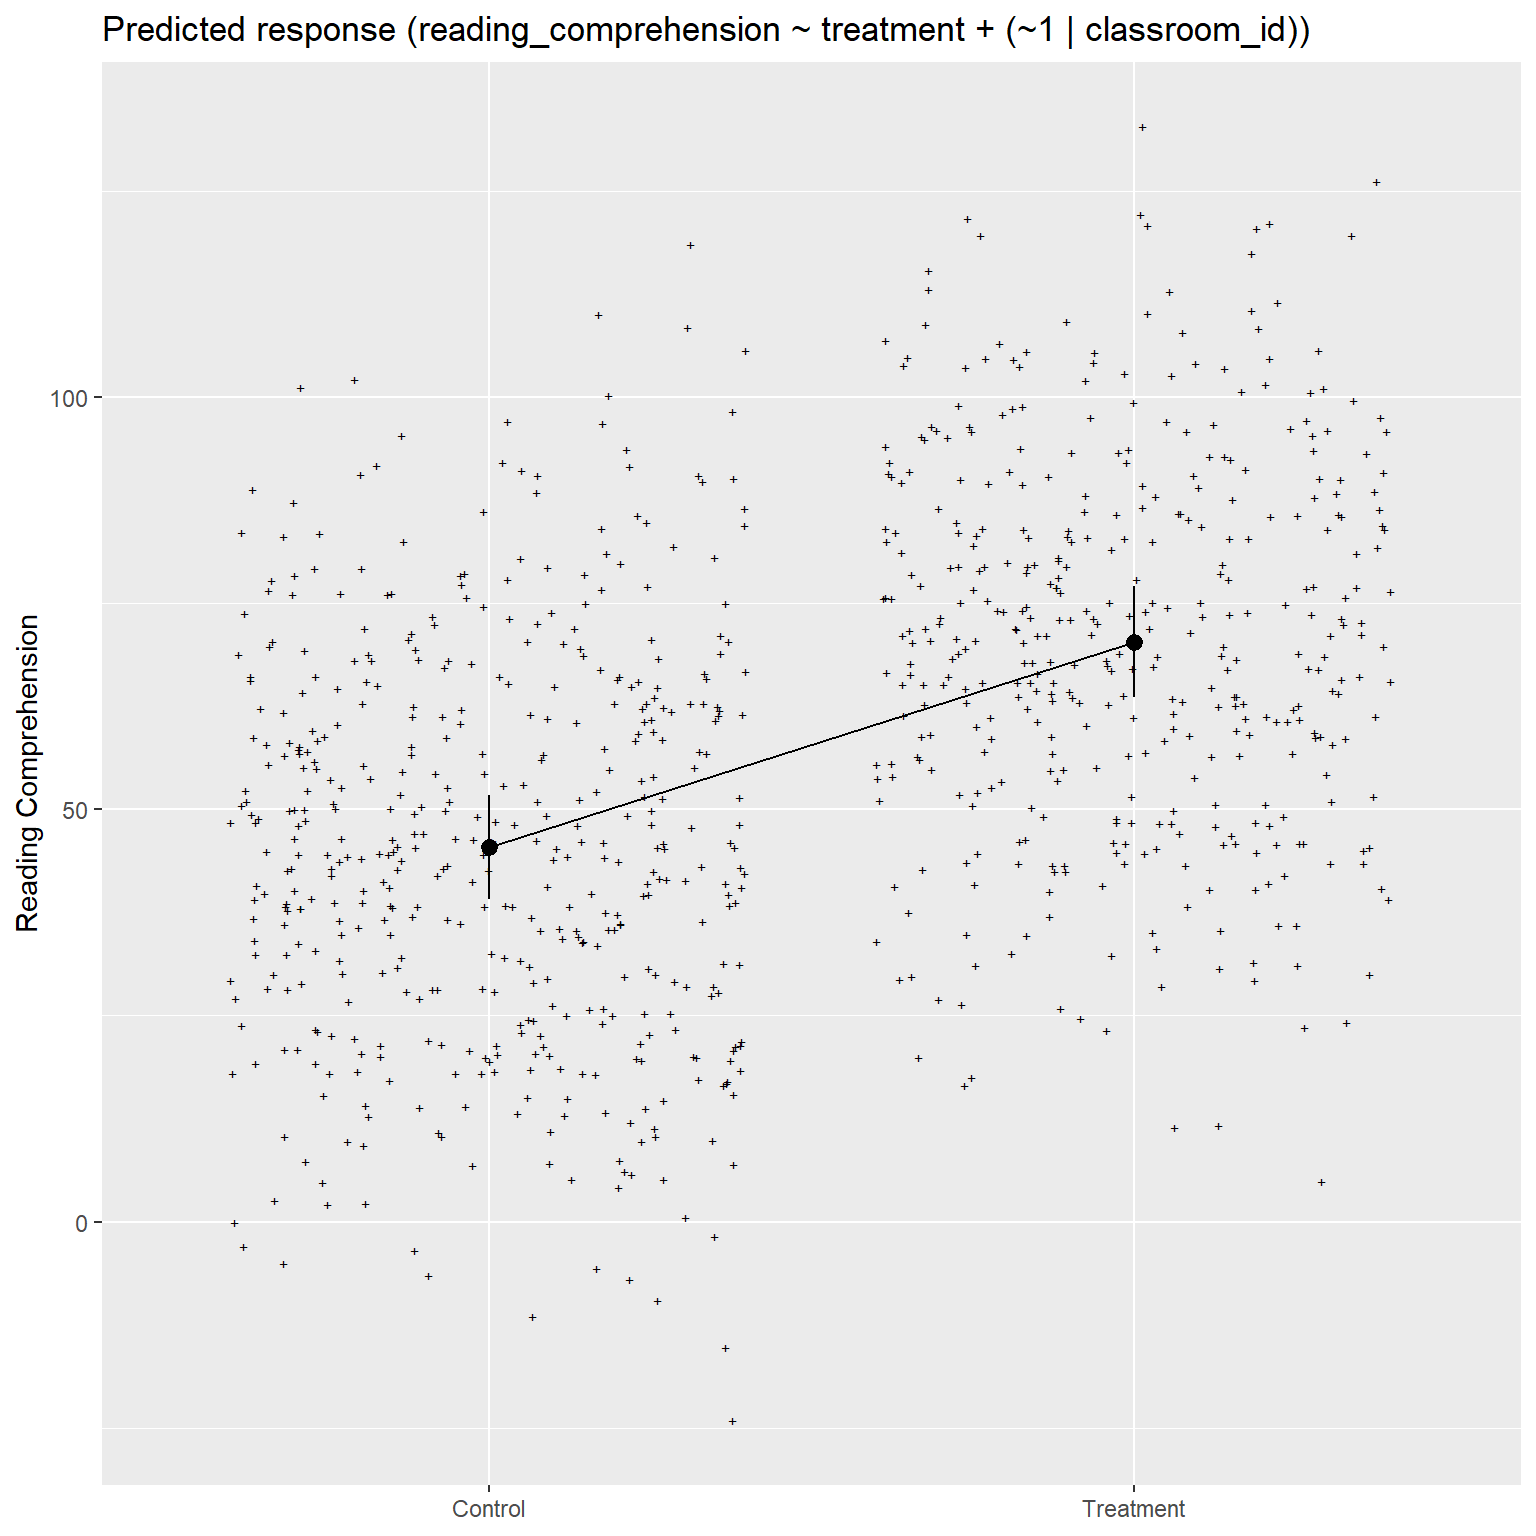 Predicted response (reading_comprehension ~ treatment + (~1 | classroom_id))
Reading Comprehension
100
50
0
Control
Treatment